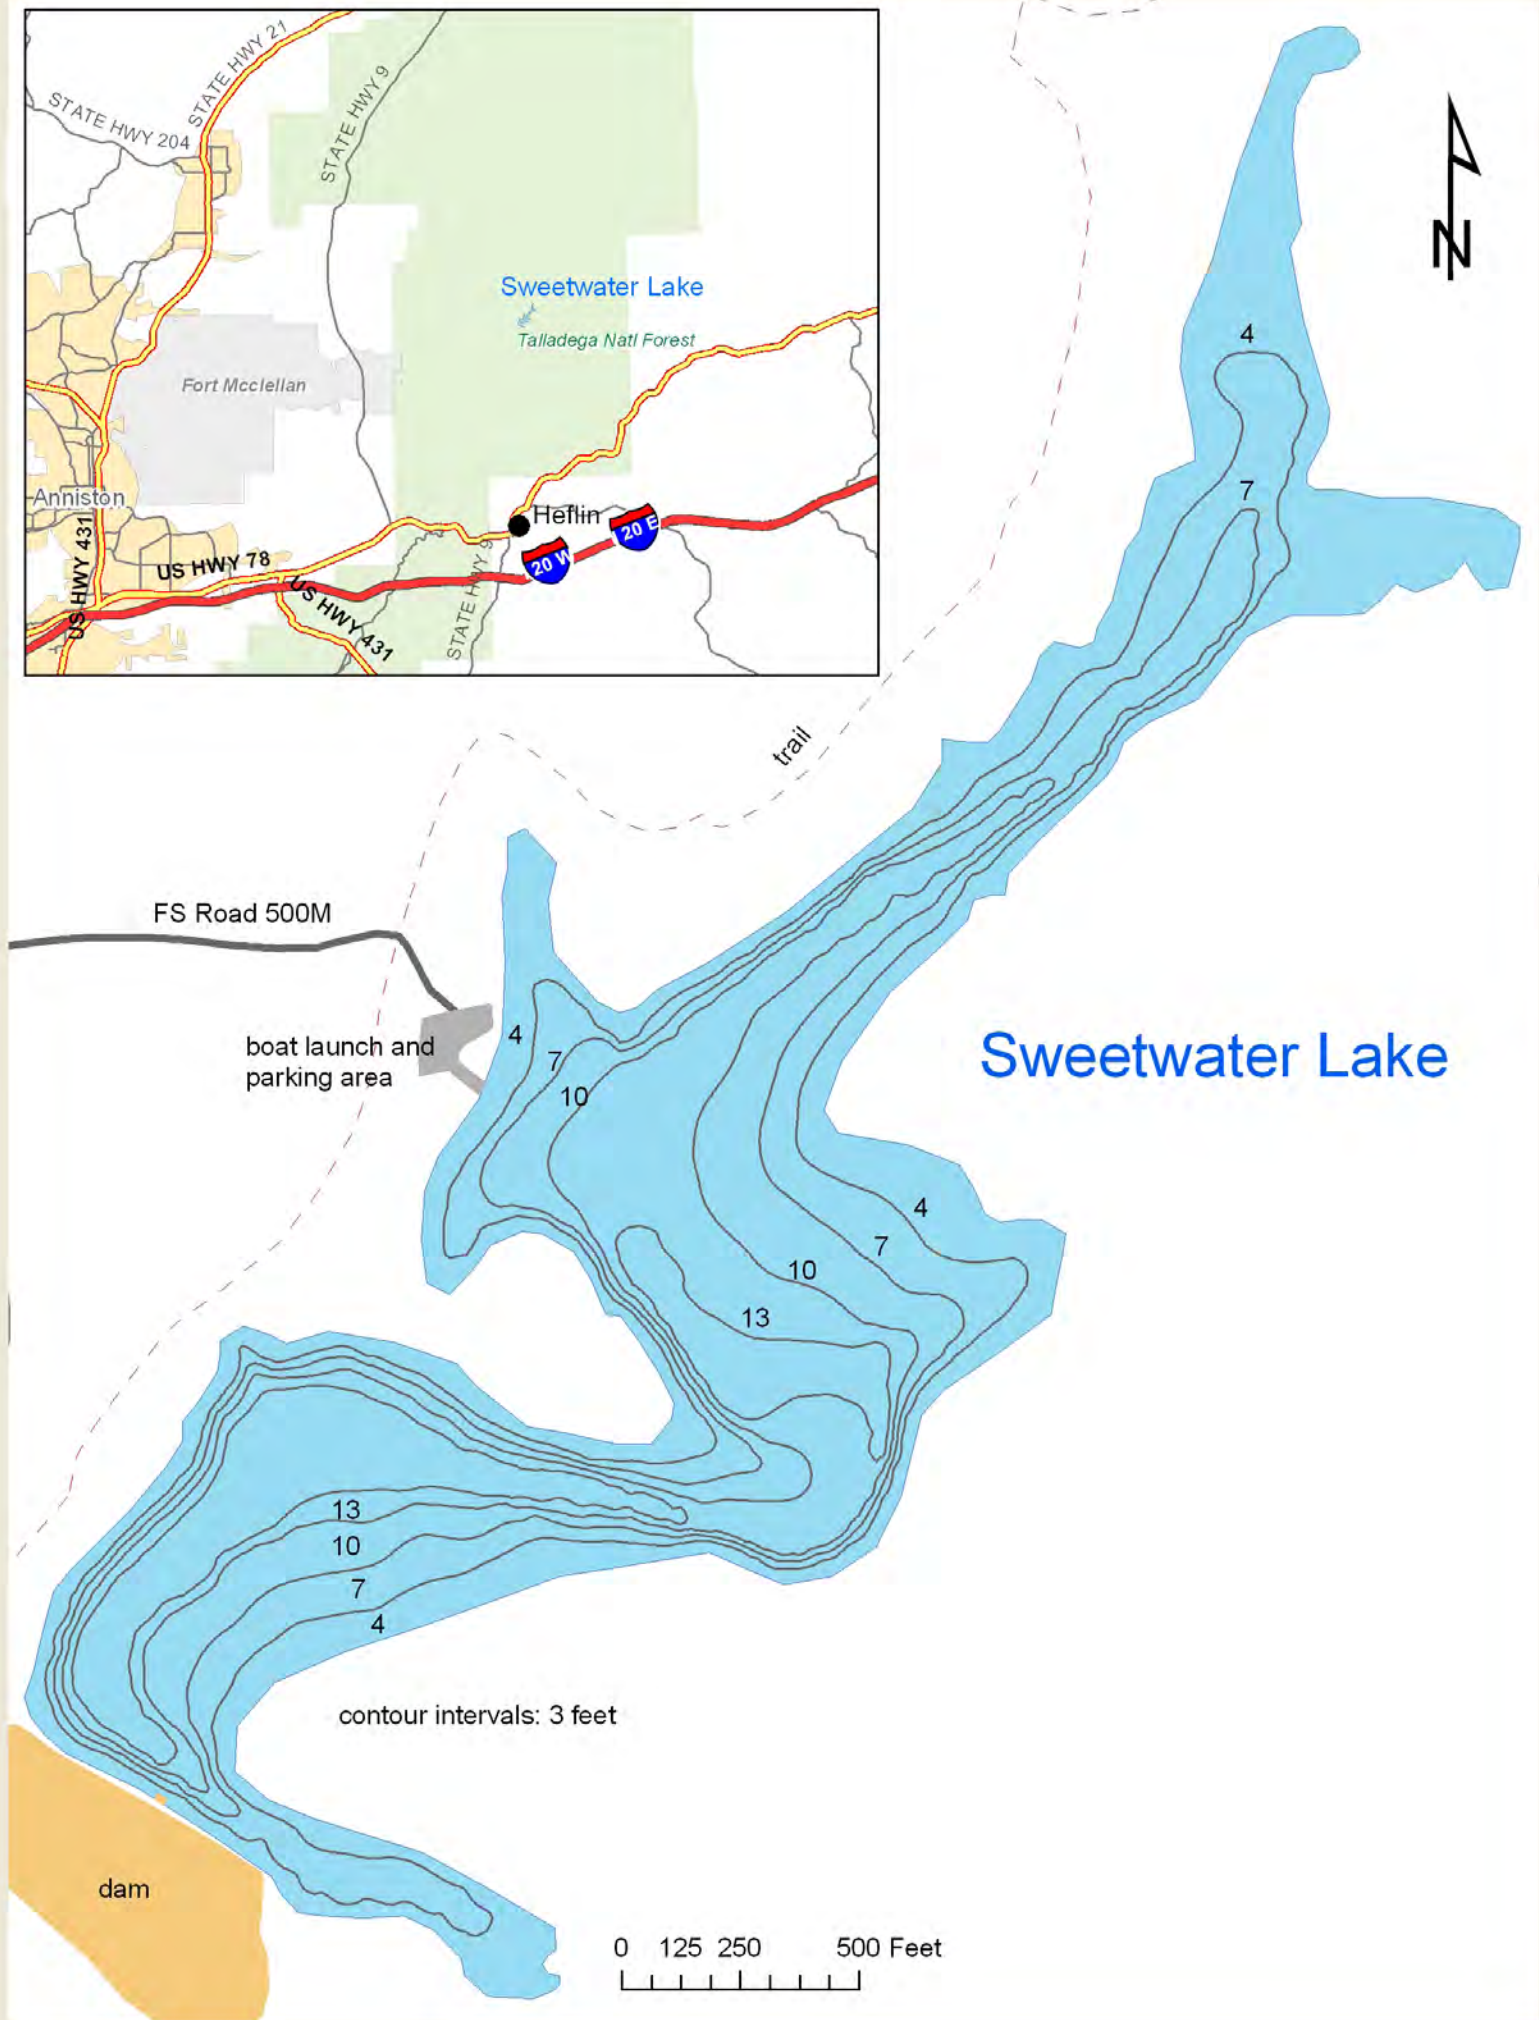 STATE HWY 21
STATE HWY 204
STATE HWY 9
Sweetwater Lake
Talladega Natl Forest
Fort Mcclellan
Anniston
Heflin
20 E
20 W
US HWY 78
US HWY 431
US HWY 431
STATE HWY 9
N
4
7
trail
FS Road 500M
boat launch and
parking area
4
7
10
Sweetwater Lake
4
7
10
13
13
10
7
4
contour intervals: 3 feet
dam
0 125 250 500 Feet